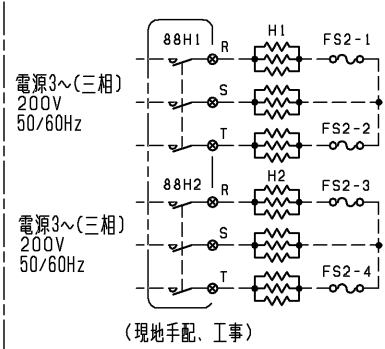 88H1 R H1 FS2-1
電源3～(三相)
200V
50/60Hz
S
T FS2-2
88H2 R H2 FS2-3
電源3～(三相)
200V
50/60Hz
S
T FS2-4
(現地手配、工事)